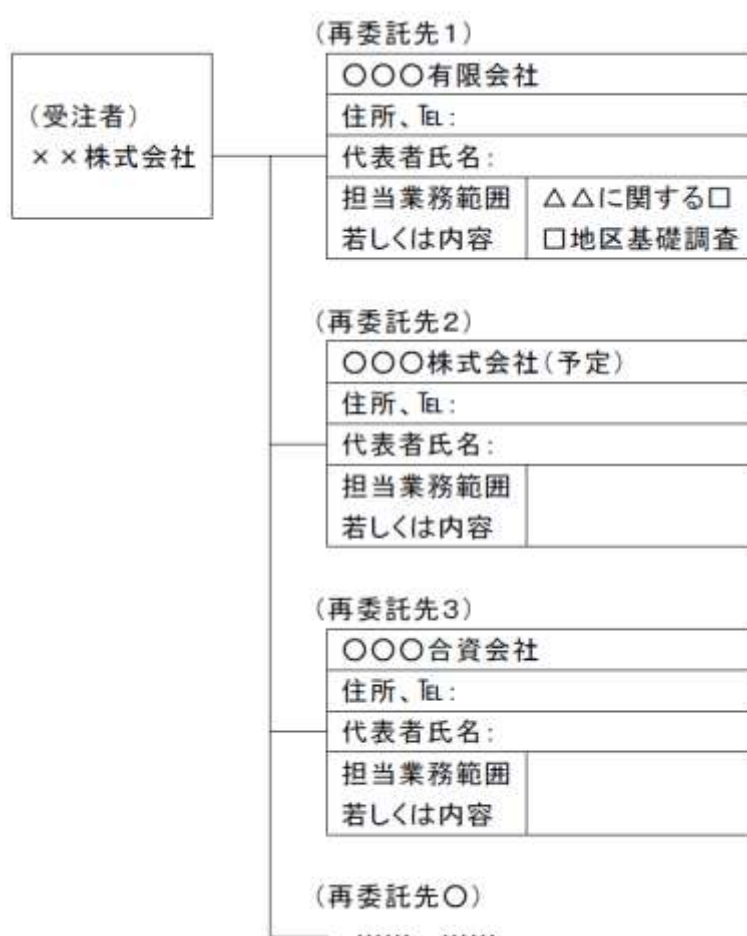 (再委託先1)
○○○有限会社
(受注者)
××株式会社
住所、℡:
代表者氏名:
担当業務範囲
若しくは内容
△△に関する□
□地区基礎調査
(再委託先2)
○○○株式会社(予定)
住所、℡:
代表者氏名:
担当業務範囲
若しくは内容
(再委託先3)
○○○合資会社
住所、℡:
代表者氏名:
担当業務範囲
若しくは内容
(再委託先○)